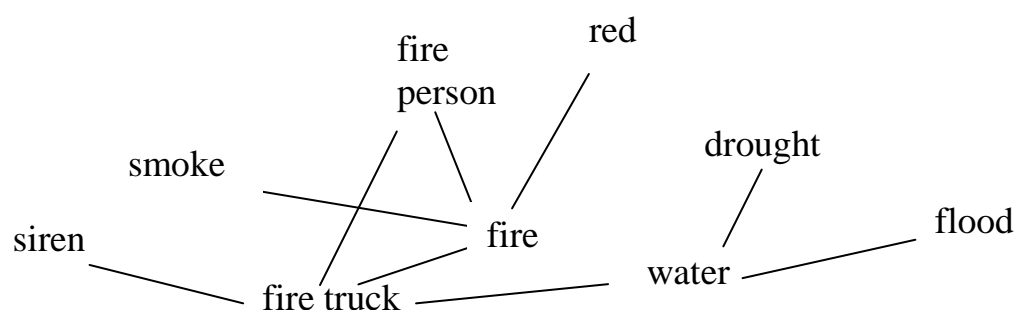 red
fire
person
drought
smoke
flood
fire
siren
water
fire truck